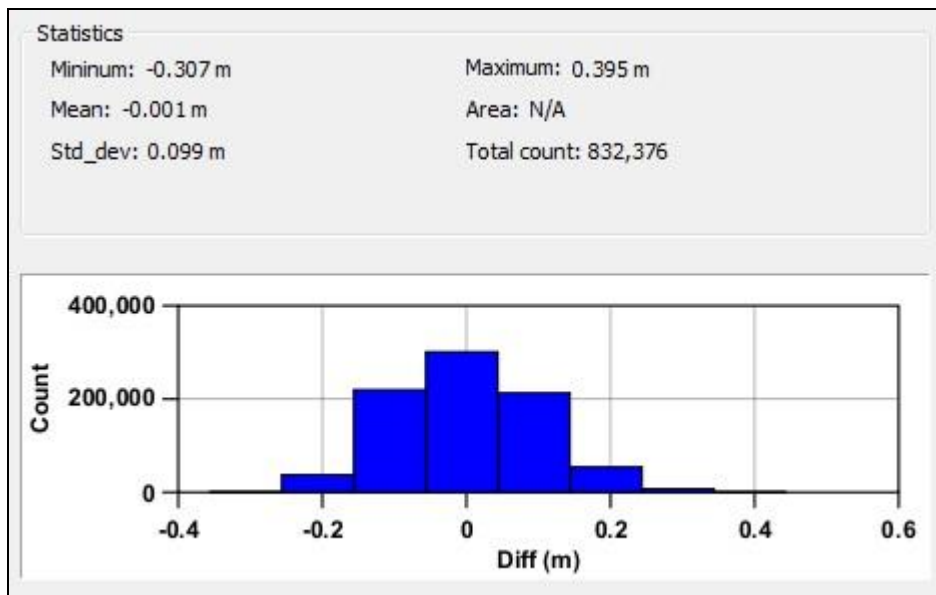 Statistics
Mininum: -0.307 m
Maximum: 0.395 m
Mean: -0.001 m
Area: N/A
Std_dev: 0.099 m
Total count: 832,376
400,000
200,000
0
Count
-0.4 -0.2 0 0.2 0.4 0.6
Diff (m)